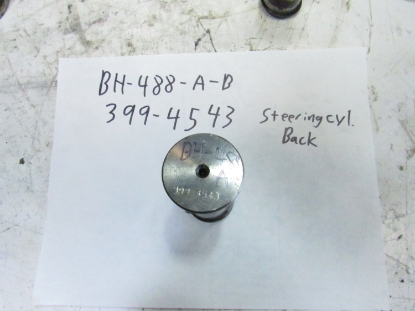 BH-488-A-D
399-4543
Steering cyl.
Back